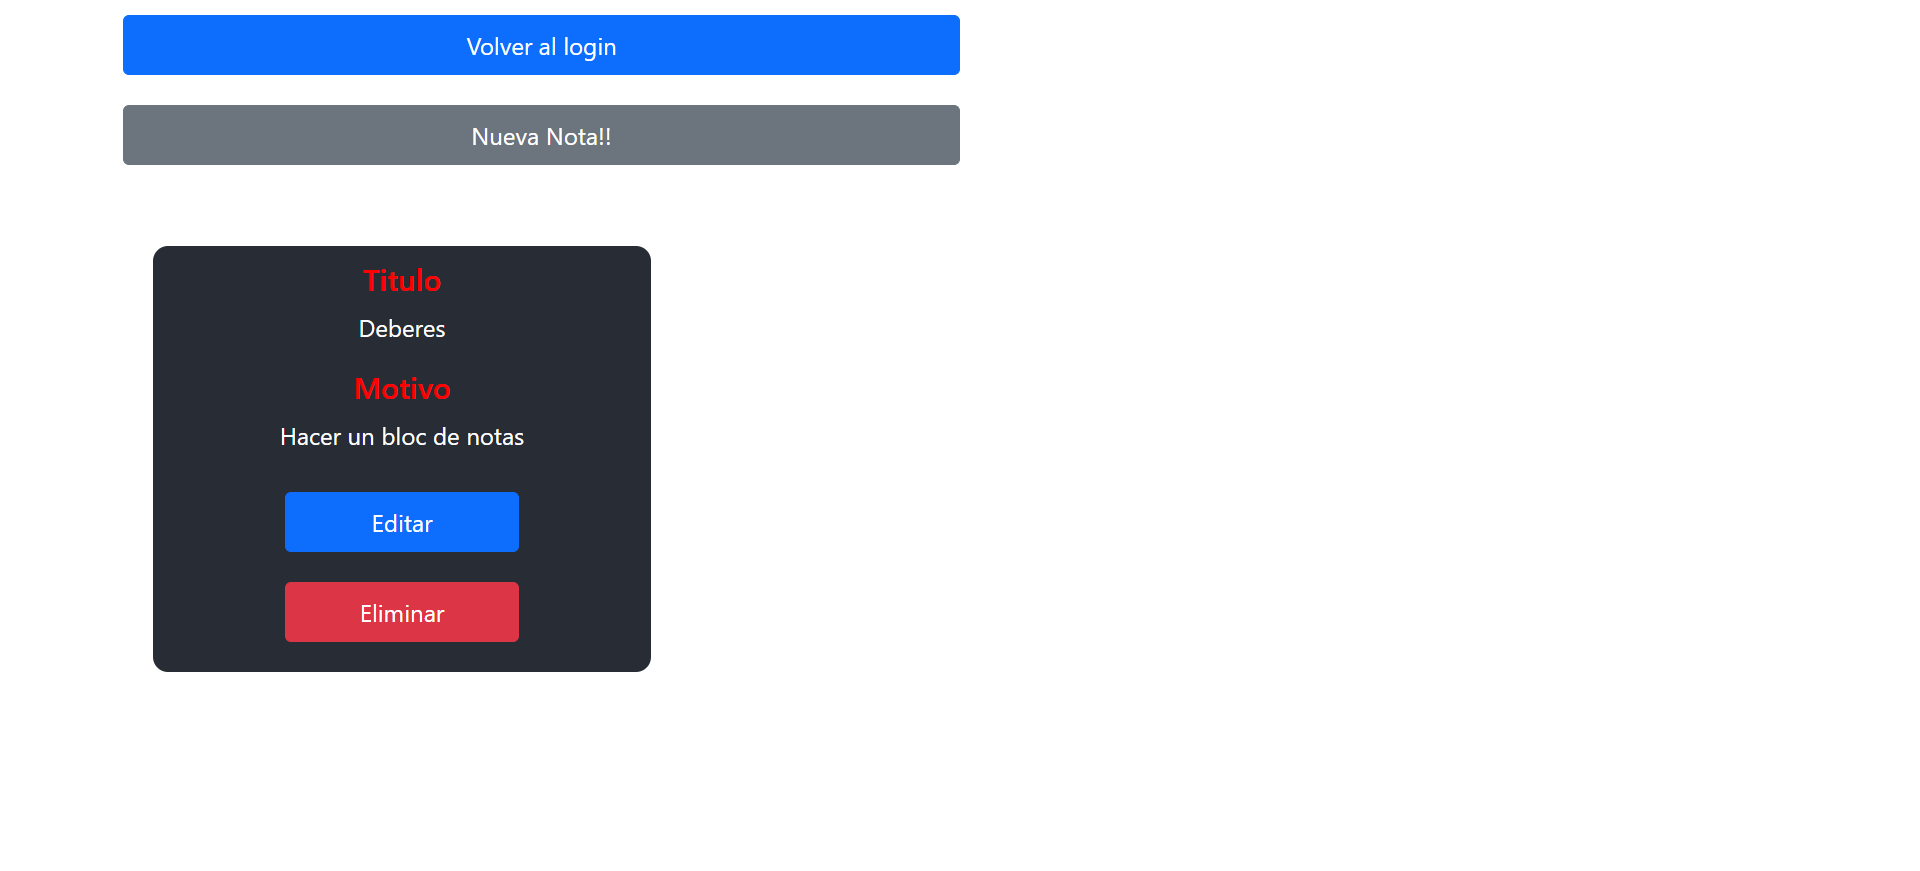 Volver al login
Nueva Nota!!
Titulo
Deberes
Motivo
Hacer un bloc de notas
Editar
Eliminar